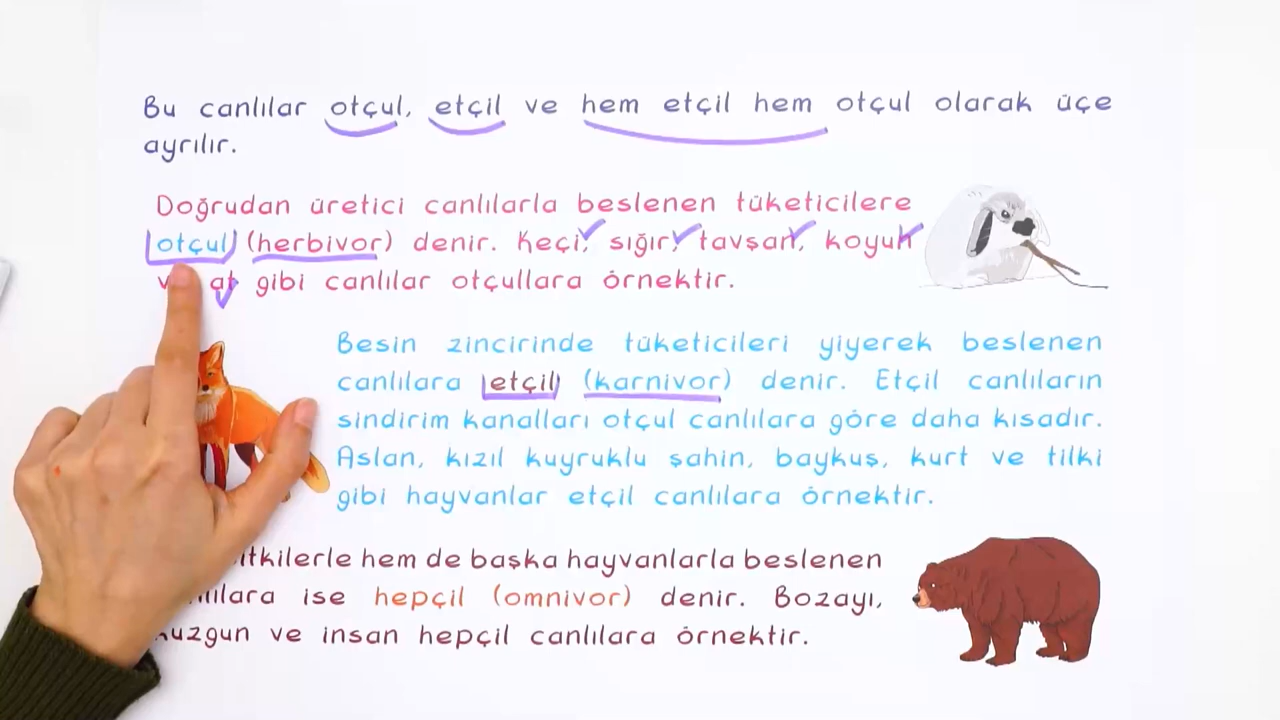 Bu canlılar otçul, etçil ve hem etçil hem otçul olarak üçe
ayrılır.
Doğrudan üretici canlılarla beslenen tüketicilere
otçul (herbivor) denir. Keçi, sığır, tavşan, koyun
at gibi canlılar otçullara örnektir.
Besin zincirinde tüketicileri yiyerek beslenen
canlılara etçil (karnivor) denir. Etçil canlıların
sindirim kanalları otçul canlılara göre daha kısadır.
Aslan, kızıl kuyruklu şahin, baykuş, kurt ve tilki
gibi hayvanlar etçil canlılara örnektir.
hem de başka hayvanlarla beslenen
ise hepçil (omnivor) denir. Bozayı,
ve insan hepçil canlılara örnektir.